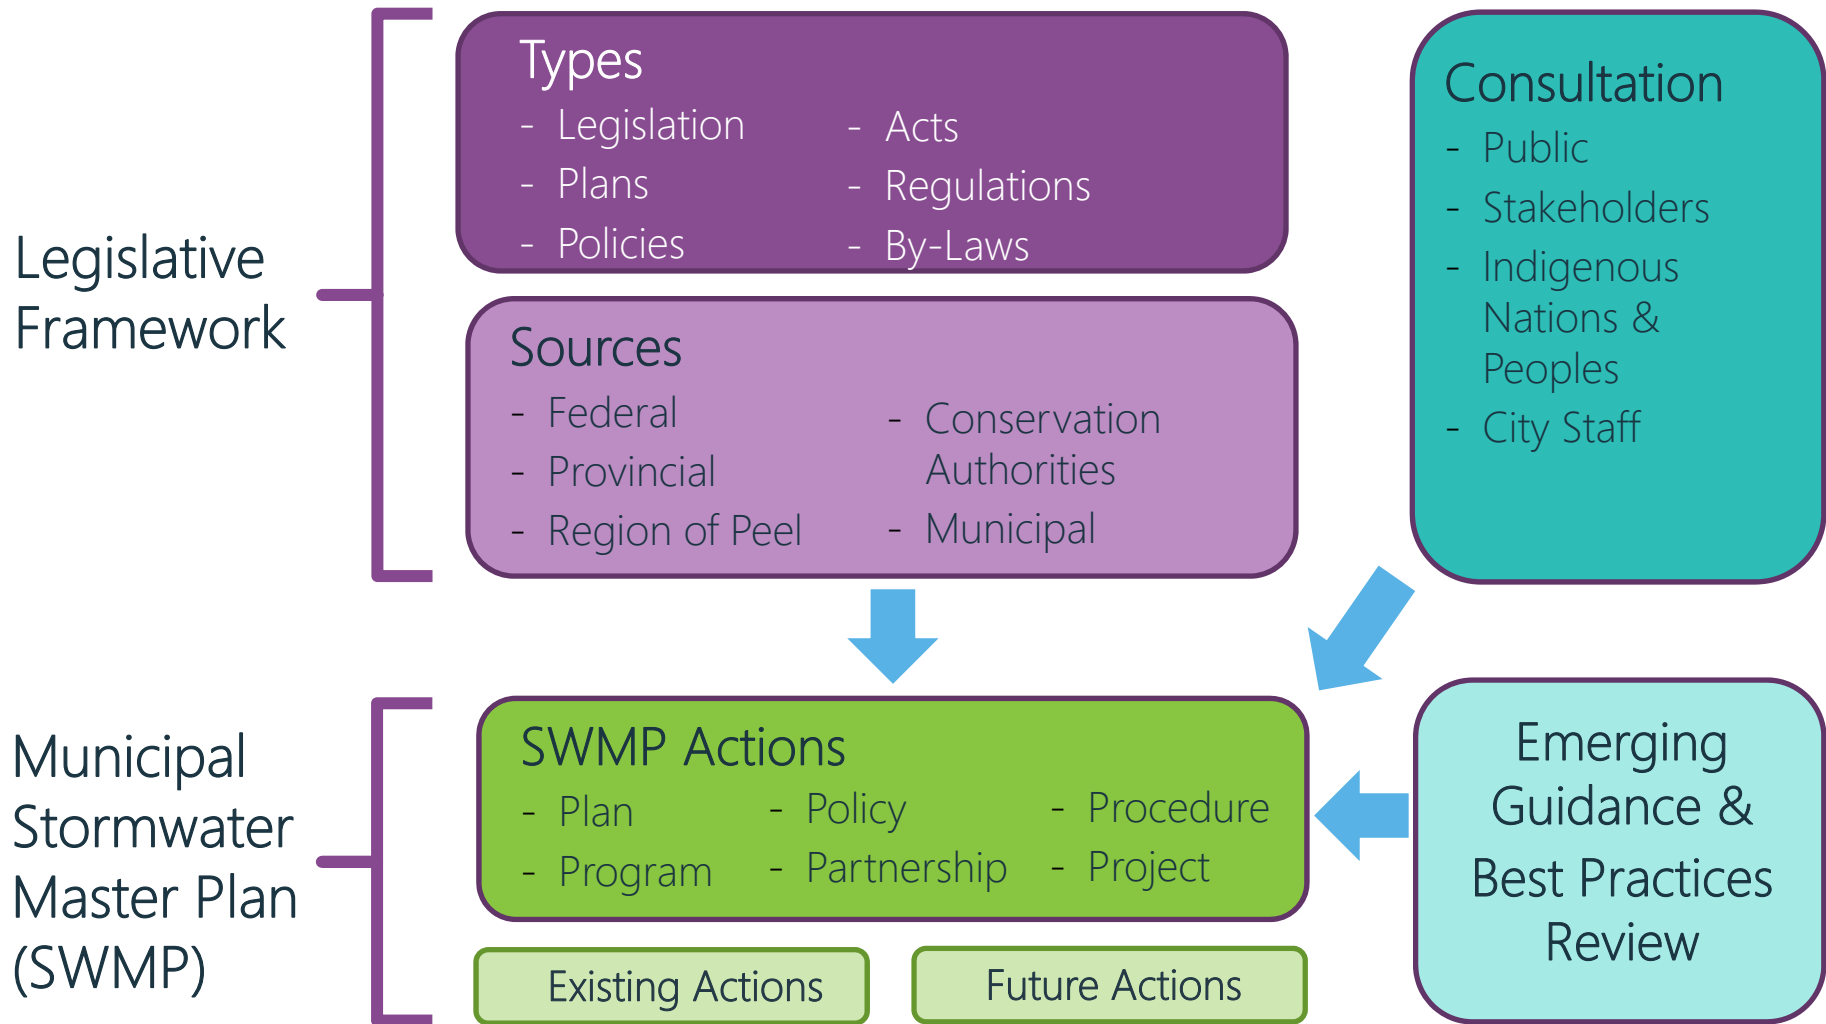 Legislative
Framework
Types
- Legislation
- Plans
- Policies
- Acts
- Regulations
- By-Laws
Sources
- Federal
- Provincial
- Region of Peel
- Conservation
Authorities
- Municipal
Consultation
- Public
- Stakeholders
- Indigenous
Nations &
Peoples
- City Staff
Municipal
Stormwater
Master Plan
(SWMP)
SWMP Actions
- Plan
- Program
- Policy
- Partnership
- Procedure
- Project
Existing Actions
Future Actions
Emerging
Guidance &
Best Practices
Review